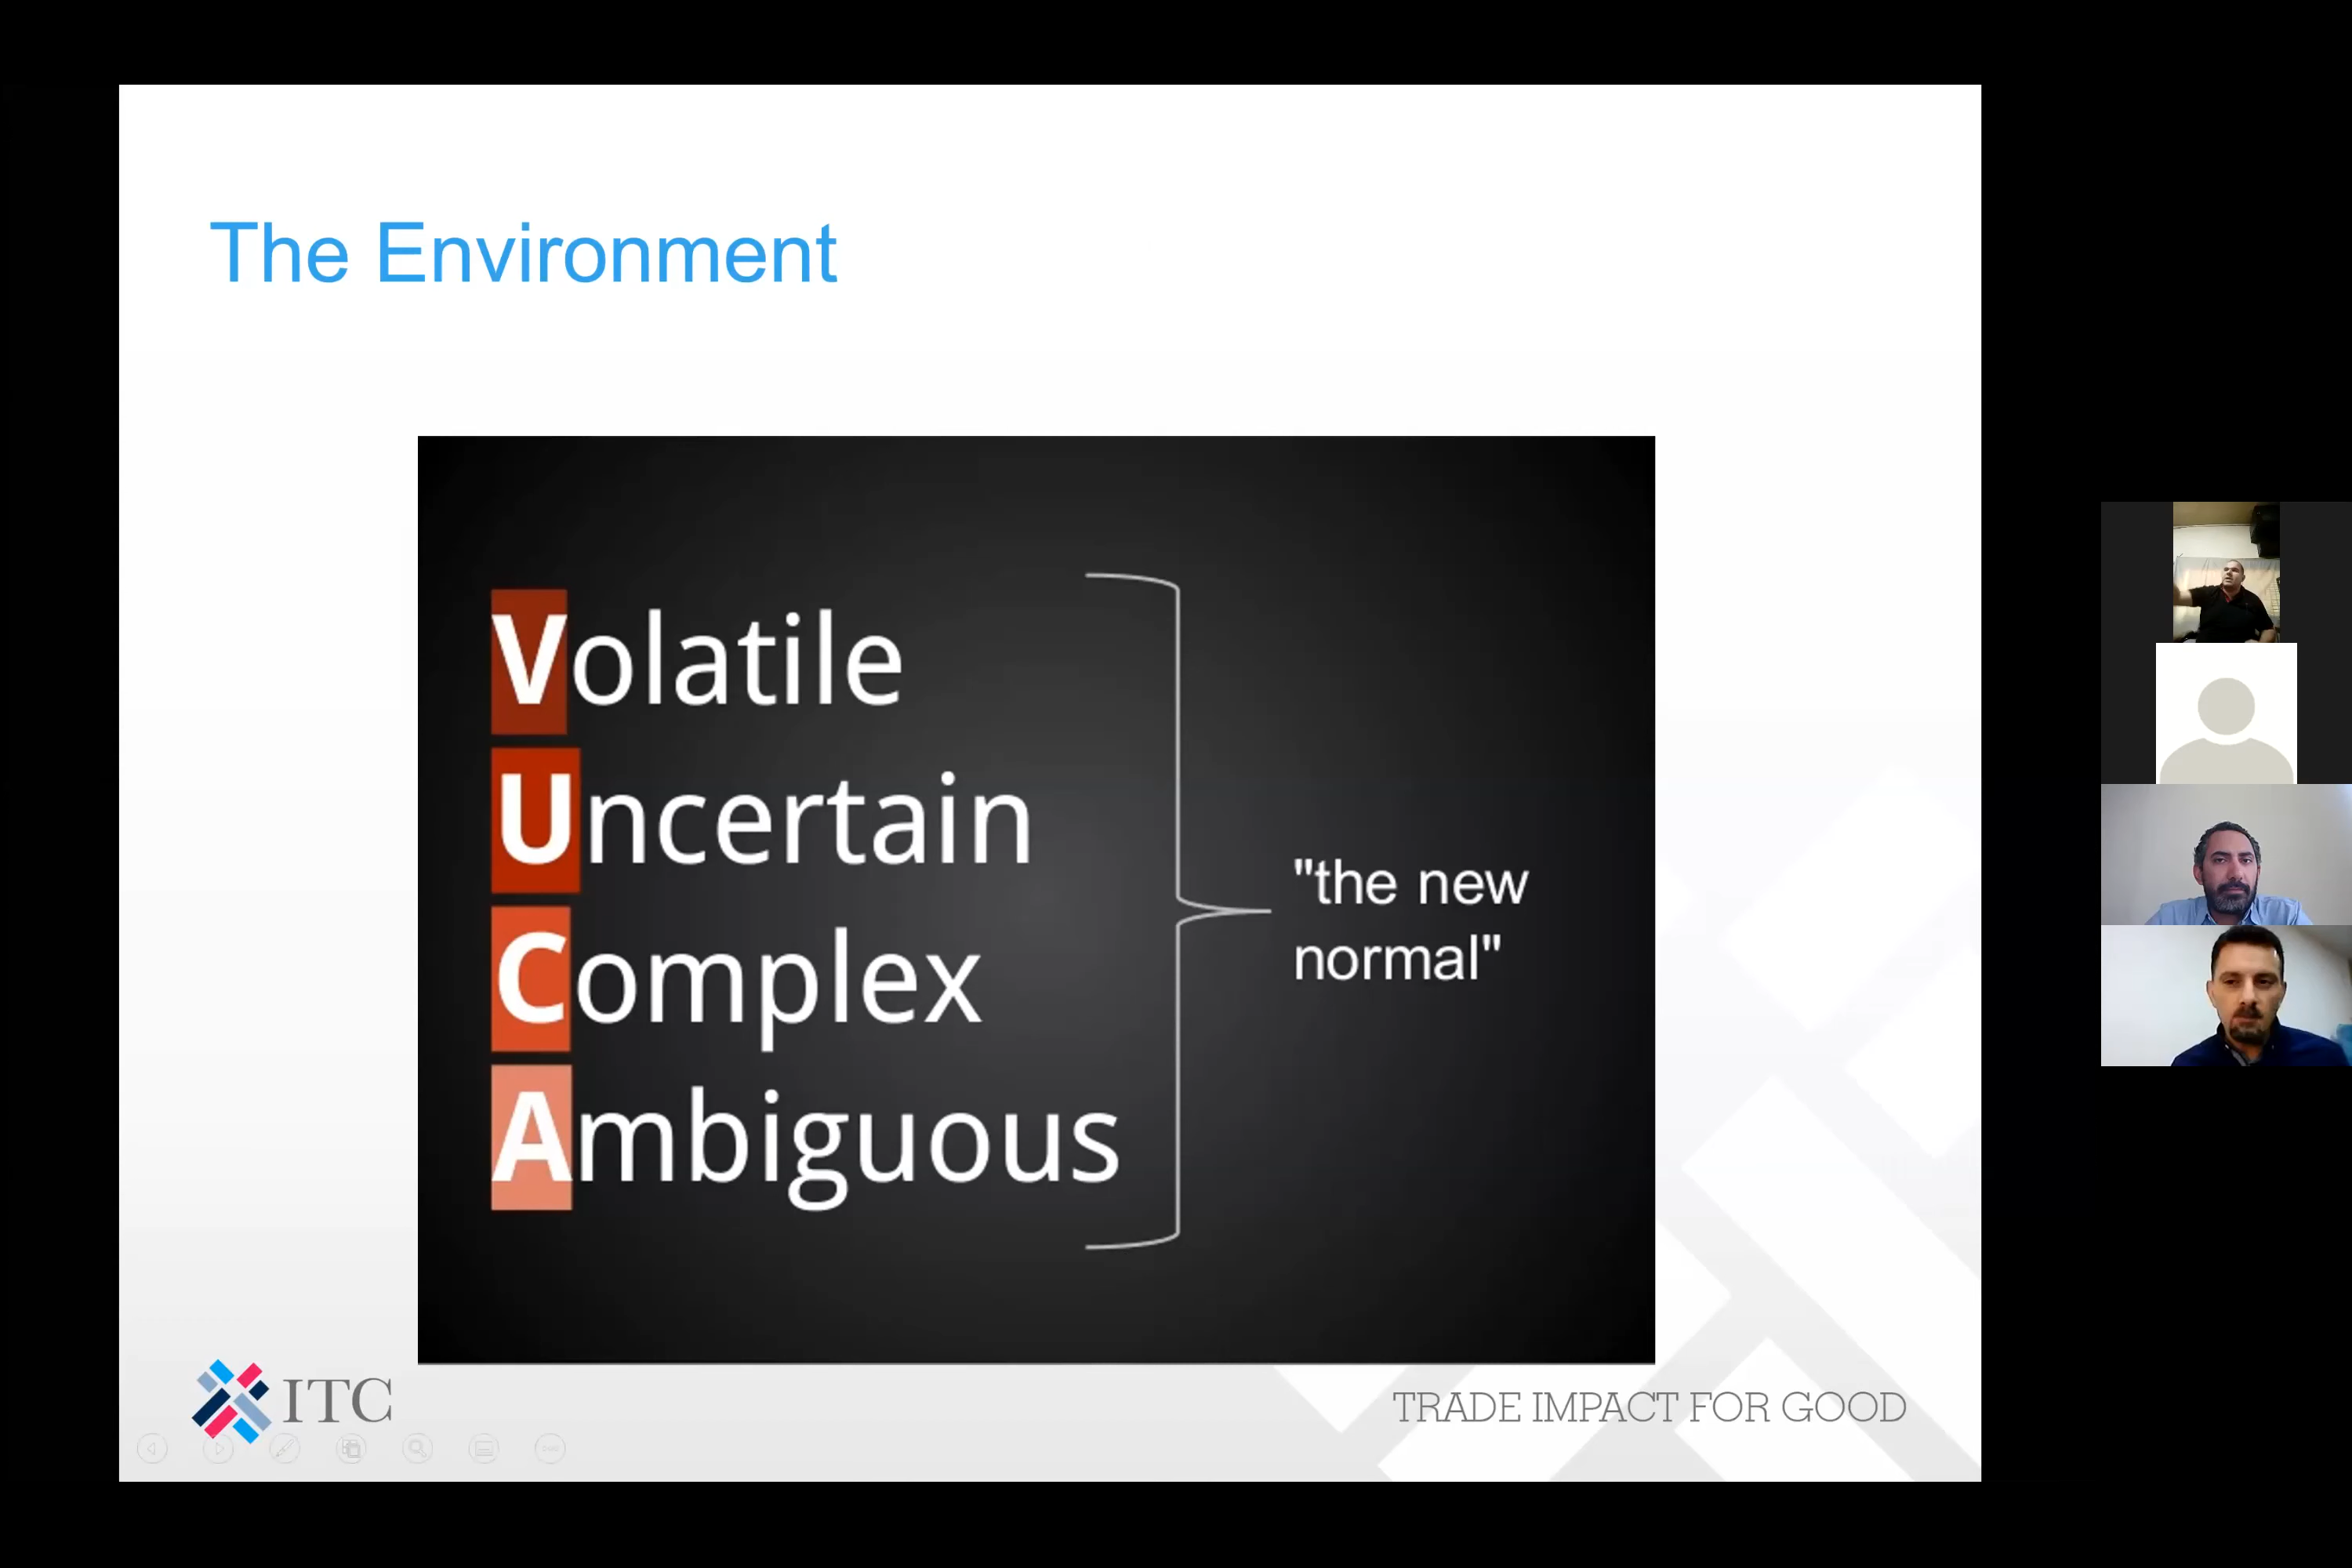 The Environment
Volatile
Uncertain
Complex
Ambiguous
"the new
normal"
ITC
TRADE IMPACT FOR GOOD